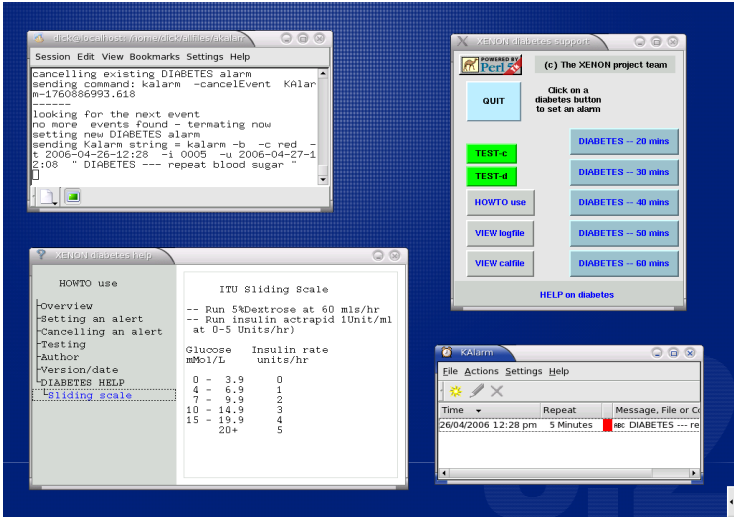 dick@localhost: /home/dick/allfiles/akalarm
Session Edit View Bookmarks Settings Help
cancelling existing DIABETES alarm
sending command: kalarm  -cancelEvent  KAlar
m-1760886993.618
------
looking for the next event
no more  events found - termating now
setting new DIABETES alarm
sending Kalarm string = kalarm -b  -c red  -
t 2006-04-26-12:28  -i 0005  -u 2006-04-27-1
2:08  " DIABETES --- repeat blood sugar "
XENON diabetes support
POWERED BY
Perl
(c) The XENON project team
QUIT
Click on a
diabetes button
to set an alarm
TEST-c
TEST-d
HOWTO use
VIEW logfile
VIEW calfile
DIABETES -- 20 mins
DIABETES -- 30 mins
DIABETES -- 40 mins
DIABETES -- 50 mins
DIABETES -- 60 mins
HELP on diabetes
XENON diabetes help
HOWTO use
Overview
Setting an alert
Cancelling an alert
Testing
Author
Version/date
DIABETES HELP
Sliding scale
ITU Sliding Scale
-- Run 5%Dextrose at 60 mls/hr
-- Run insulin actrapid 1Unit/ml
at 0-5 Units/hr)
Glucose   Insulin rate
mMol/L    units/hr
0 -  3.9    0
4 -  6.9    1
7 -  9.9    2
10 - 14.9    3
15 - 19.9    4
20+    5
KAlarm
File Actions Settings Help
Time Repeat Message, File or Co
26/04/2006 12:28 pm 5 Minutes ABC DIABETES --- re